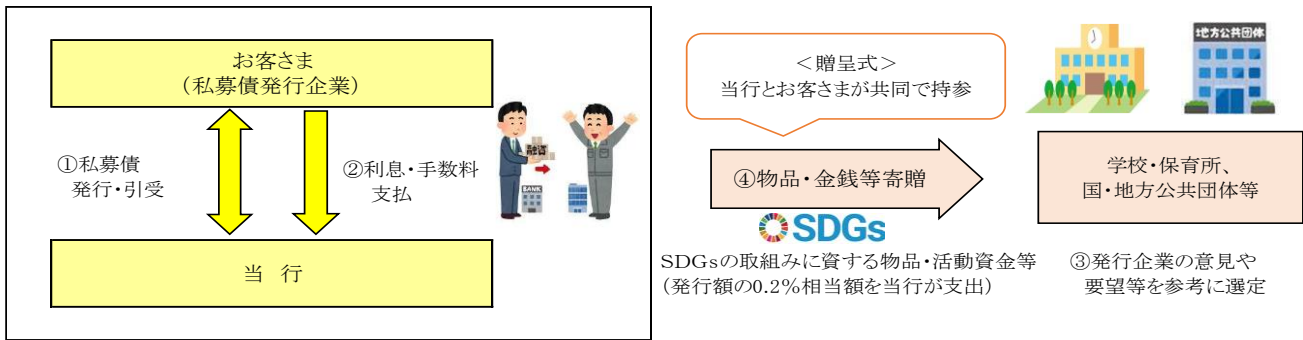 お客さま
（私募債発行企業）
①私募債
発行・引受
②利息・手数料
支払
融資
BANK
当 行
＜贈呈式＞
当行とお客さまが共同で持参
④物品・金銭等寄贈
SDGs
SDGsの取組みに資する物品・活動資金等
（発行額の0.2％相当額を当行が支出）
地方公共団体
学校・保育所、
国・地方公共団体等
③発行企業の意見や
要望等を参考に選定